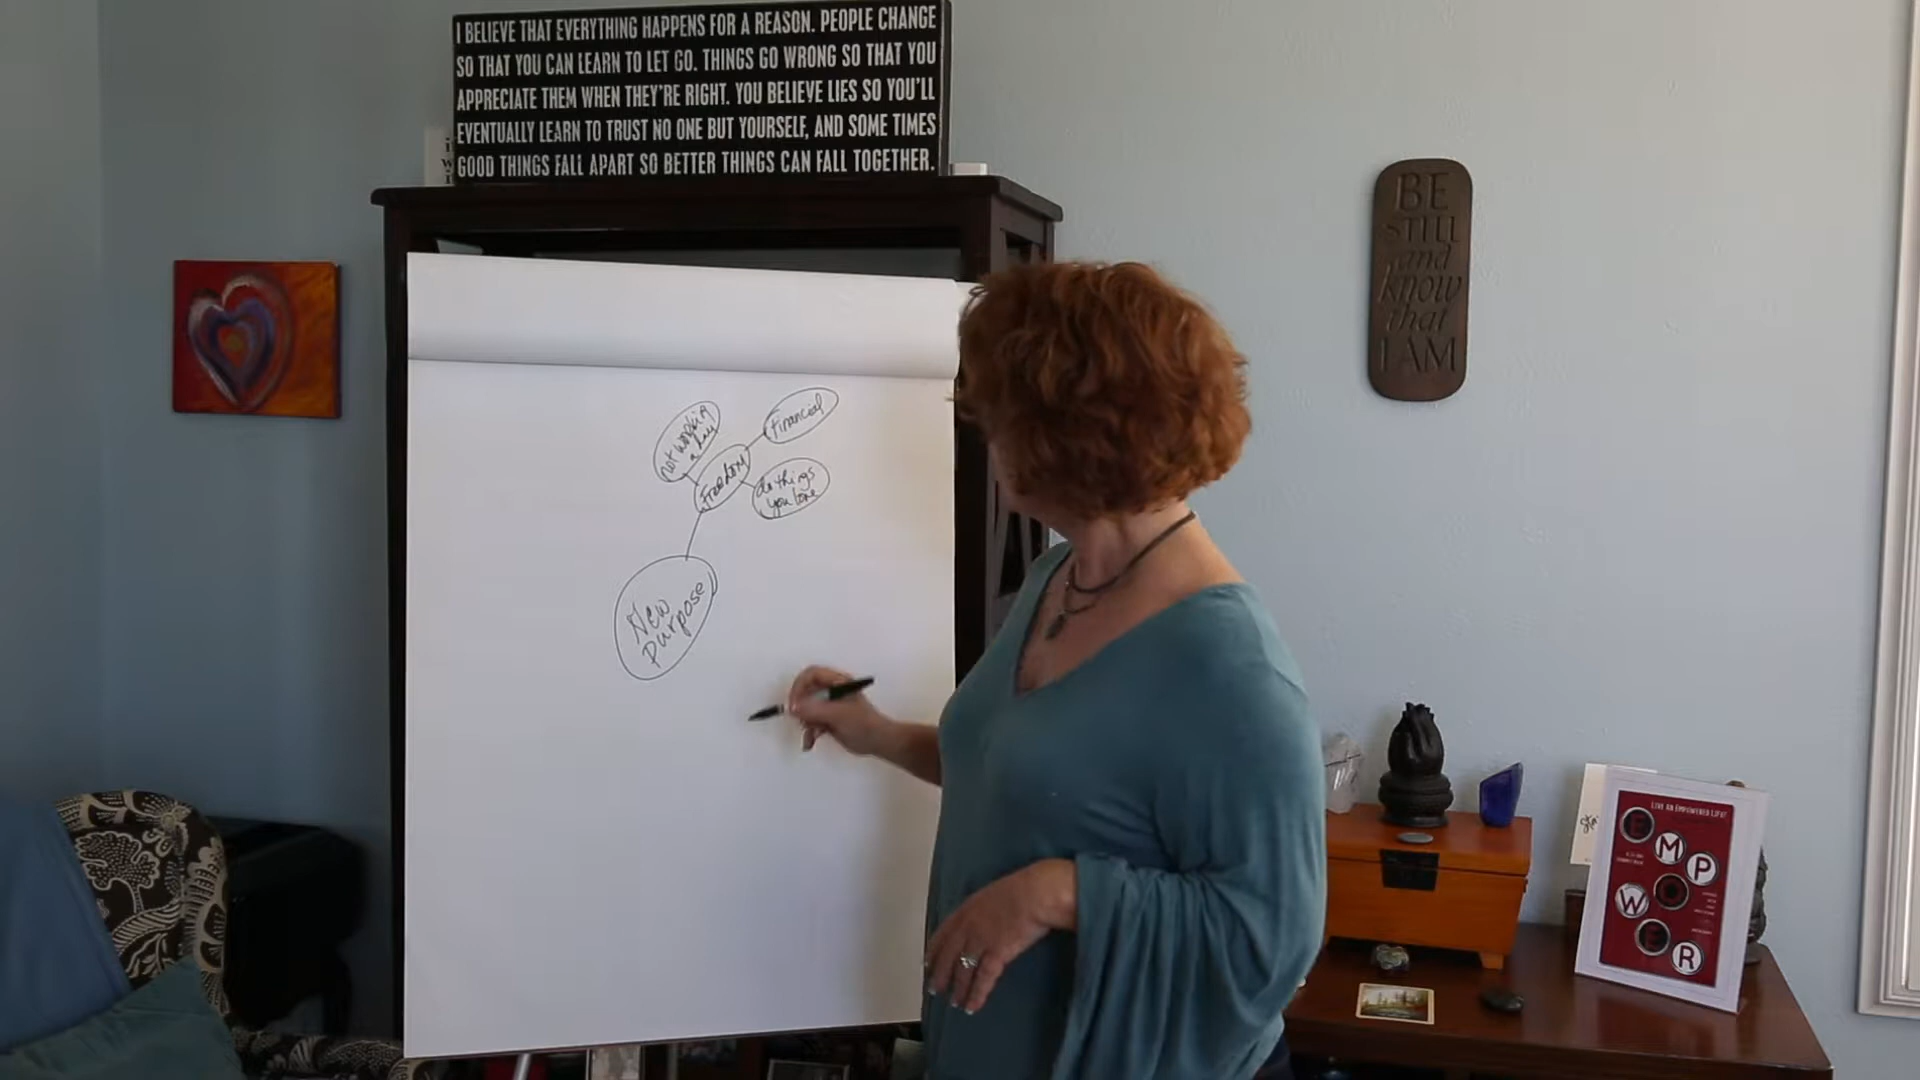 I BELIEVE THAT EVERYTHING HAPPENS FOR A REASON. PEOPLE CHANGE
SO THAT YOU CAN LEARN TO LET GO. THINGS GO WRONG SO THAT YOU
APPRECIATE THEM WHEN THEY'RE RIGHT. YOU BELIEVE LIES SO YOU'LL
EVENTUALLY LEARN TO TRUST NO ONE BUT YOURSELF, AND SOME TIMES
GOOD THINGS FALL APART SO BETTER THINGS CAN FALL TOGETHER.
BE
STILL
and
know
that
I AM
Financial
not workin
a day
Freedom
do things
you love
New
Purpose
LIVE AN EMPOWERED LIFE!
E
M
P
W
E
R